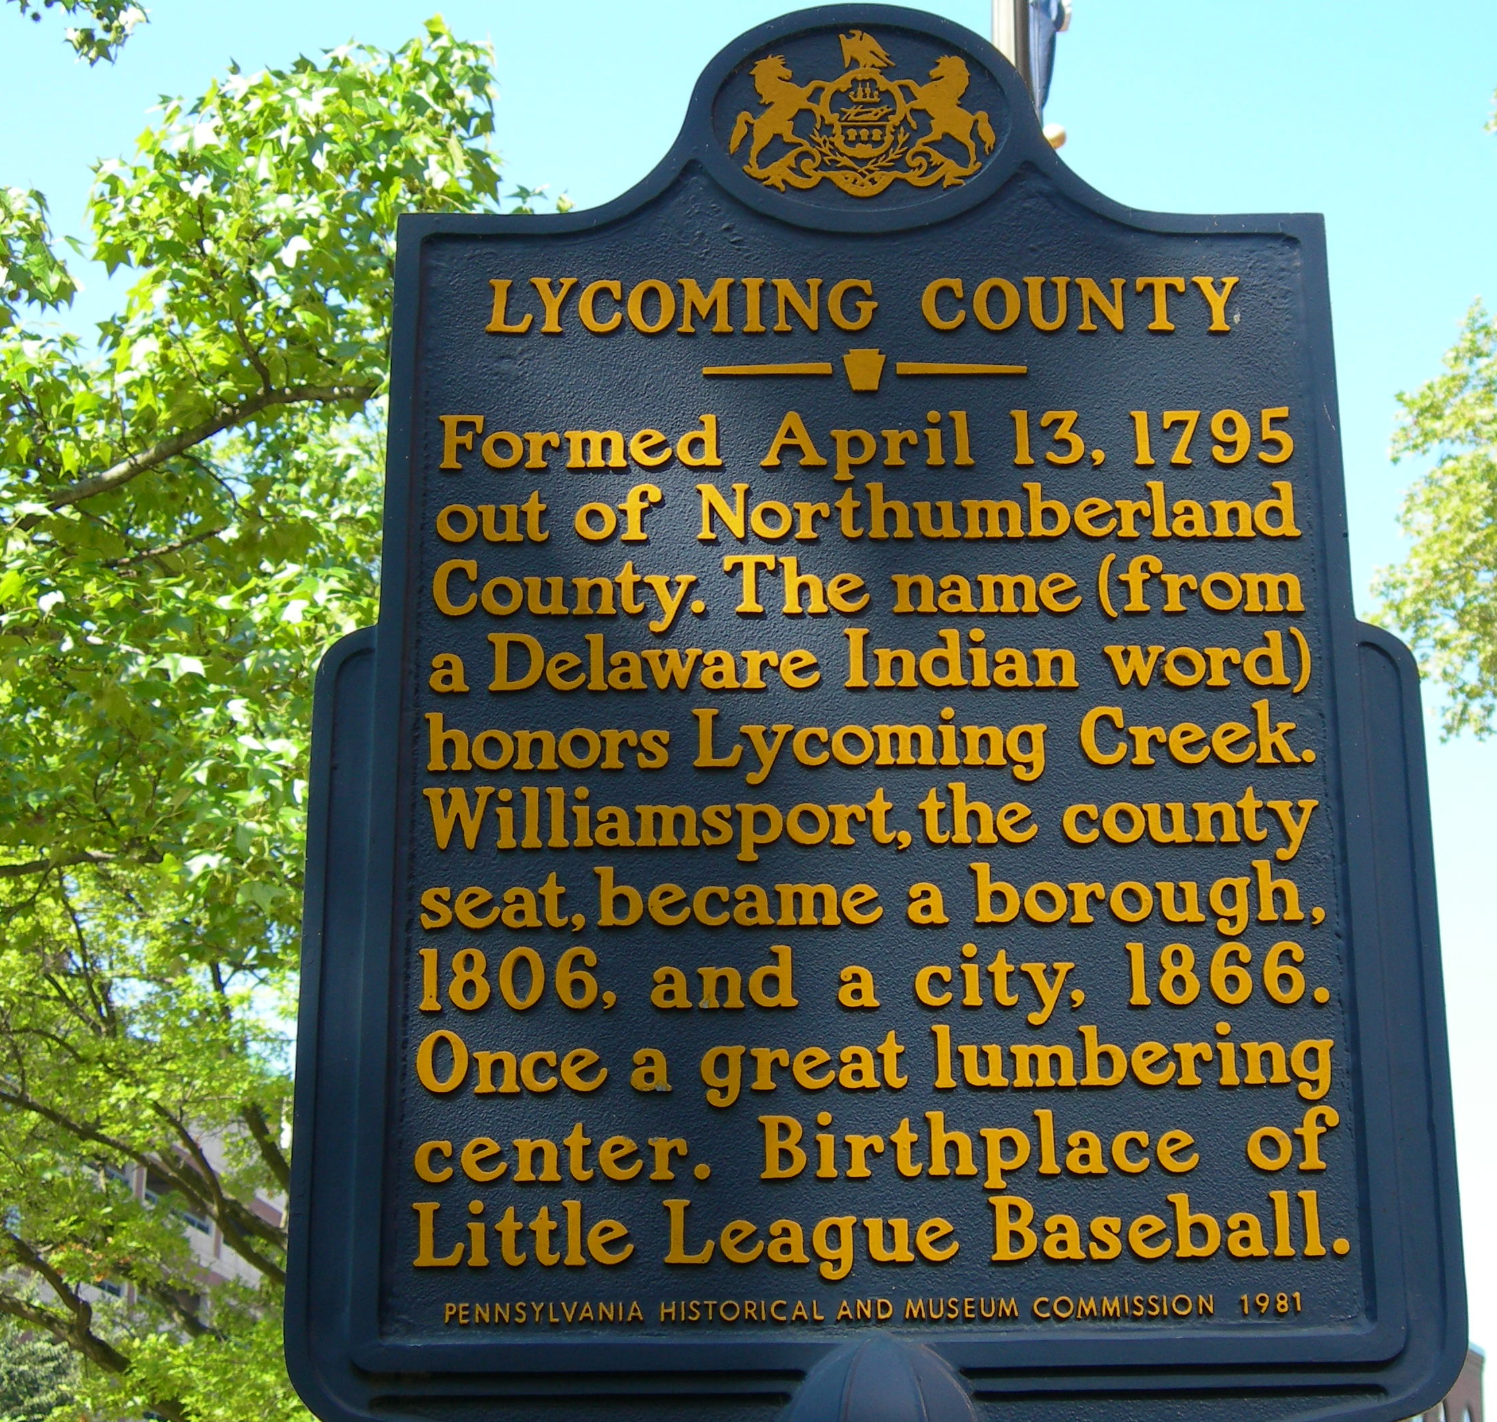 LYCOMING COUNTY
Formed April 13, 1795
out of Northumberland
County. The name (from
a Delaware Indian word)
honors Lycoming Creek.
Williamsport, the county
seat, became a borough,
1806, and a city, 1866.
Once a great lumbering
center. Birthplace of
Little League Baseball.
PENNSYLVANIA HISTORICAL AND MUSEUM COMMISSION 1981